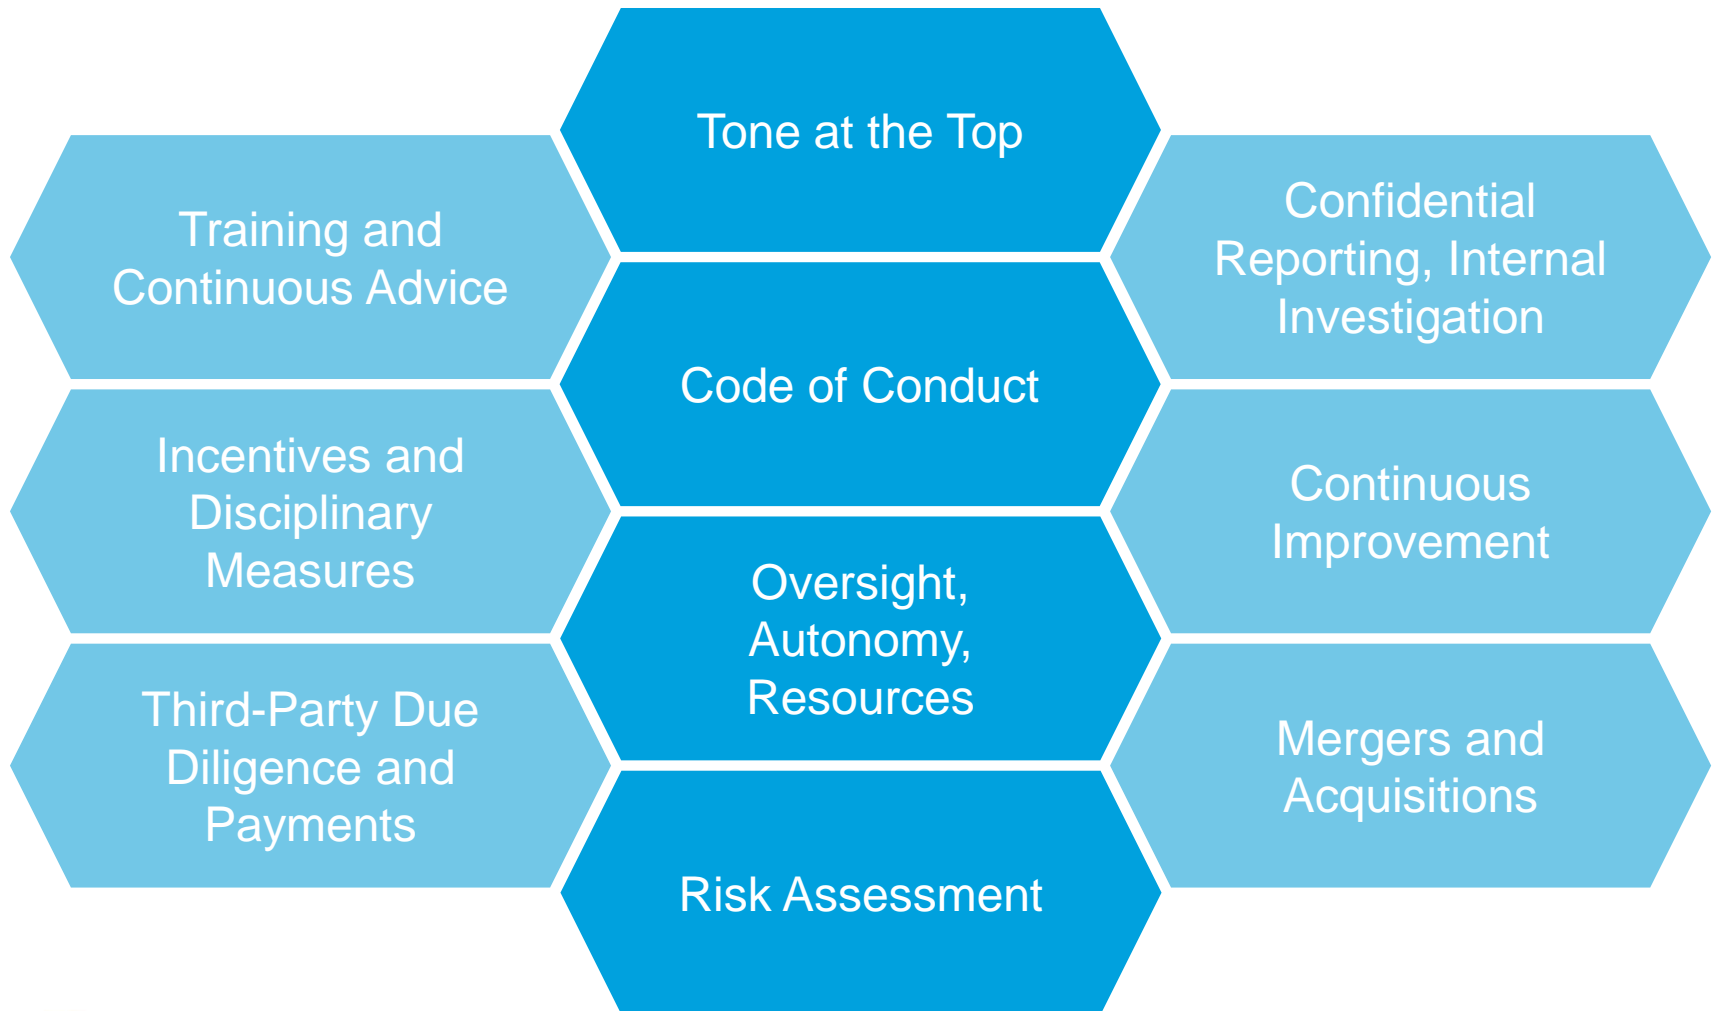 Tone at the Top
Training and
Continuous Advice
Confidential
Reporting, Internal
Investigation
Code of Conduct
Incentives and
Disciplinary
Measures
Continuous
Improvement
Oversight,
Autonomy,
Resources
Third-Party Due
Diligence and
Payments
Mergers and
Acquisitions
Risk Assessment